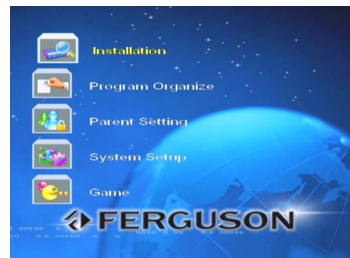 Installation
Program Organize
Parent Setting
System Setup
Game
FERGUSON